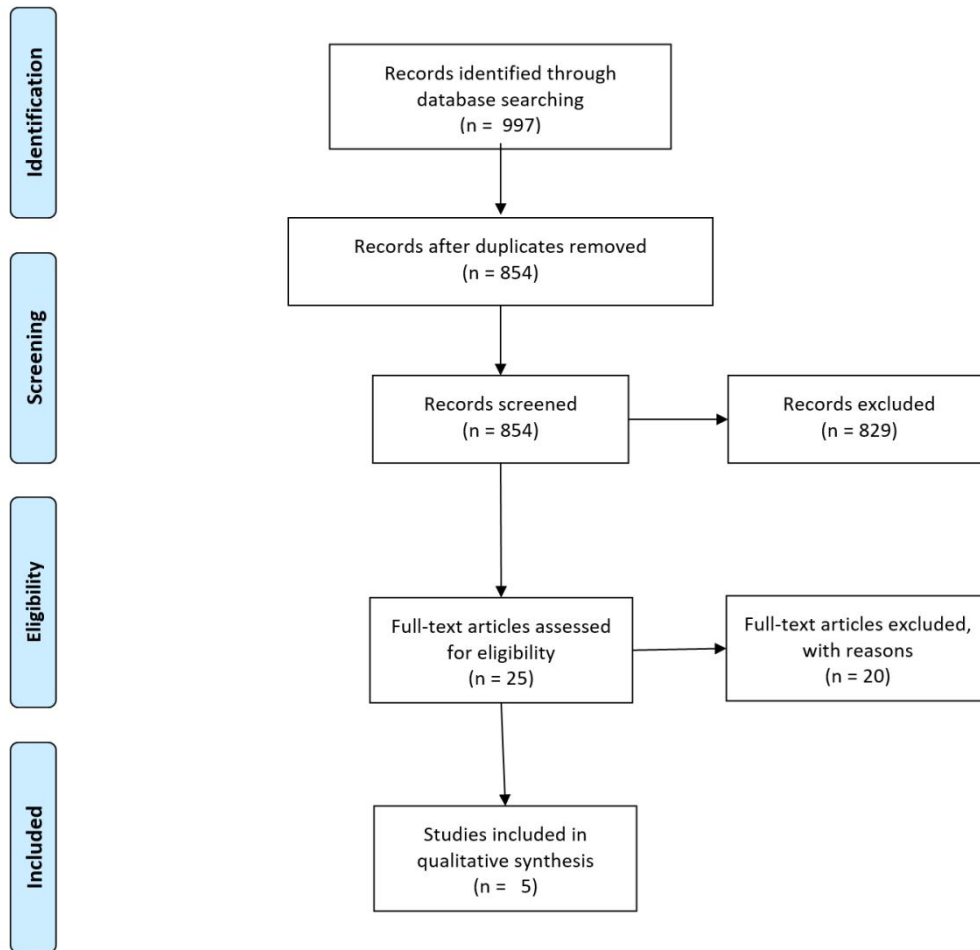 Identification
Records identified through
database searching
(n = 997)
Records after duplicates removed
(n = 854)
Screening
Records screened
(n = 854)
Records excluded
(n = 829)
Eligibility
Full-text articles assessed
for eligibility
(n = 25)
Full-text articles excluded,
with reasons
(n = 20)
Included
Studies included in
qualitative synthesis
(n = 5)